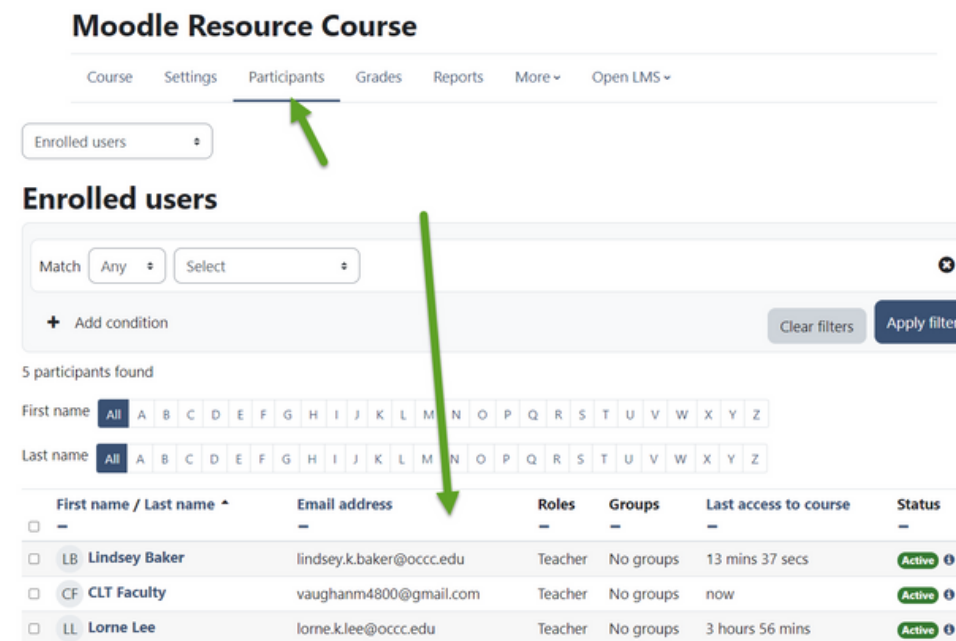 Moodle Resource Course
Course Settings Participants Grades Reports More Open LMS
Enrolled users
Enrolled users
Match Any Select
Add condition Clear filters Apply filter
5 participants found
First name All A B C D E F G H I J K L M N O P Q R S T U V W X Y Z
Last name All A B C D E F G H I J K L M N O P Q R S T U V W X Y Z
First name / Last name Email address Roles Groups Last access to course Status
LB Lindsey Baker lindsey.k.baker@occc.edu Teacher No groups 13 mins 37 secs Active
CF CLT Faculty vaughanm4800@gmail.com Teacher No groups now Active
LL Lorne Lee lorne.k.lee@occc.edu Teacher No groups 3 hours 56 mins Active